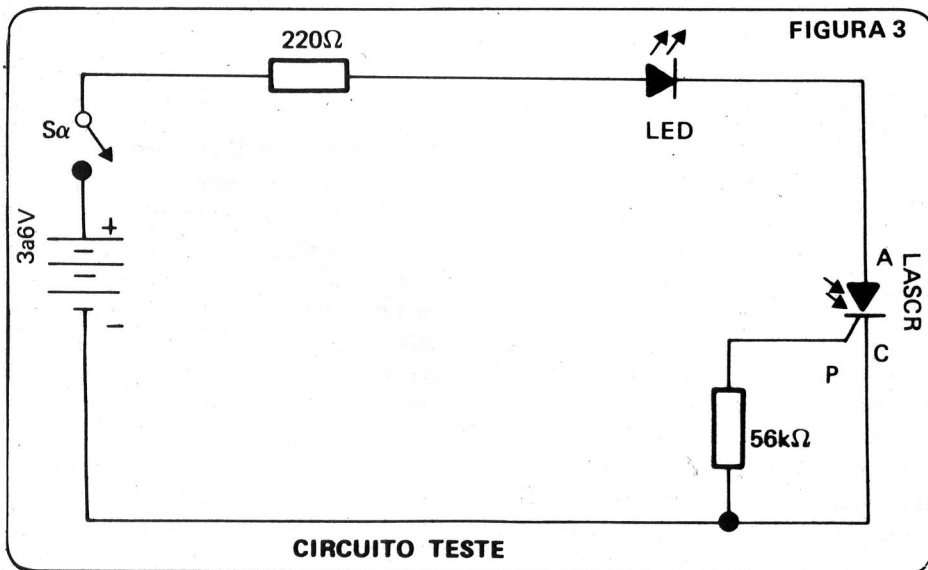 FIGURA 3
220Ω
LED
Sα
3a6V
+
-
A
LASCR
C
P
56kΩ
CIRCUITO TESTE